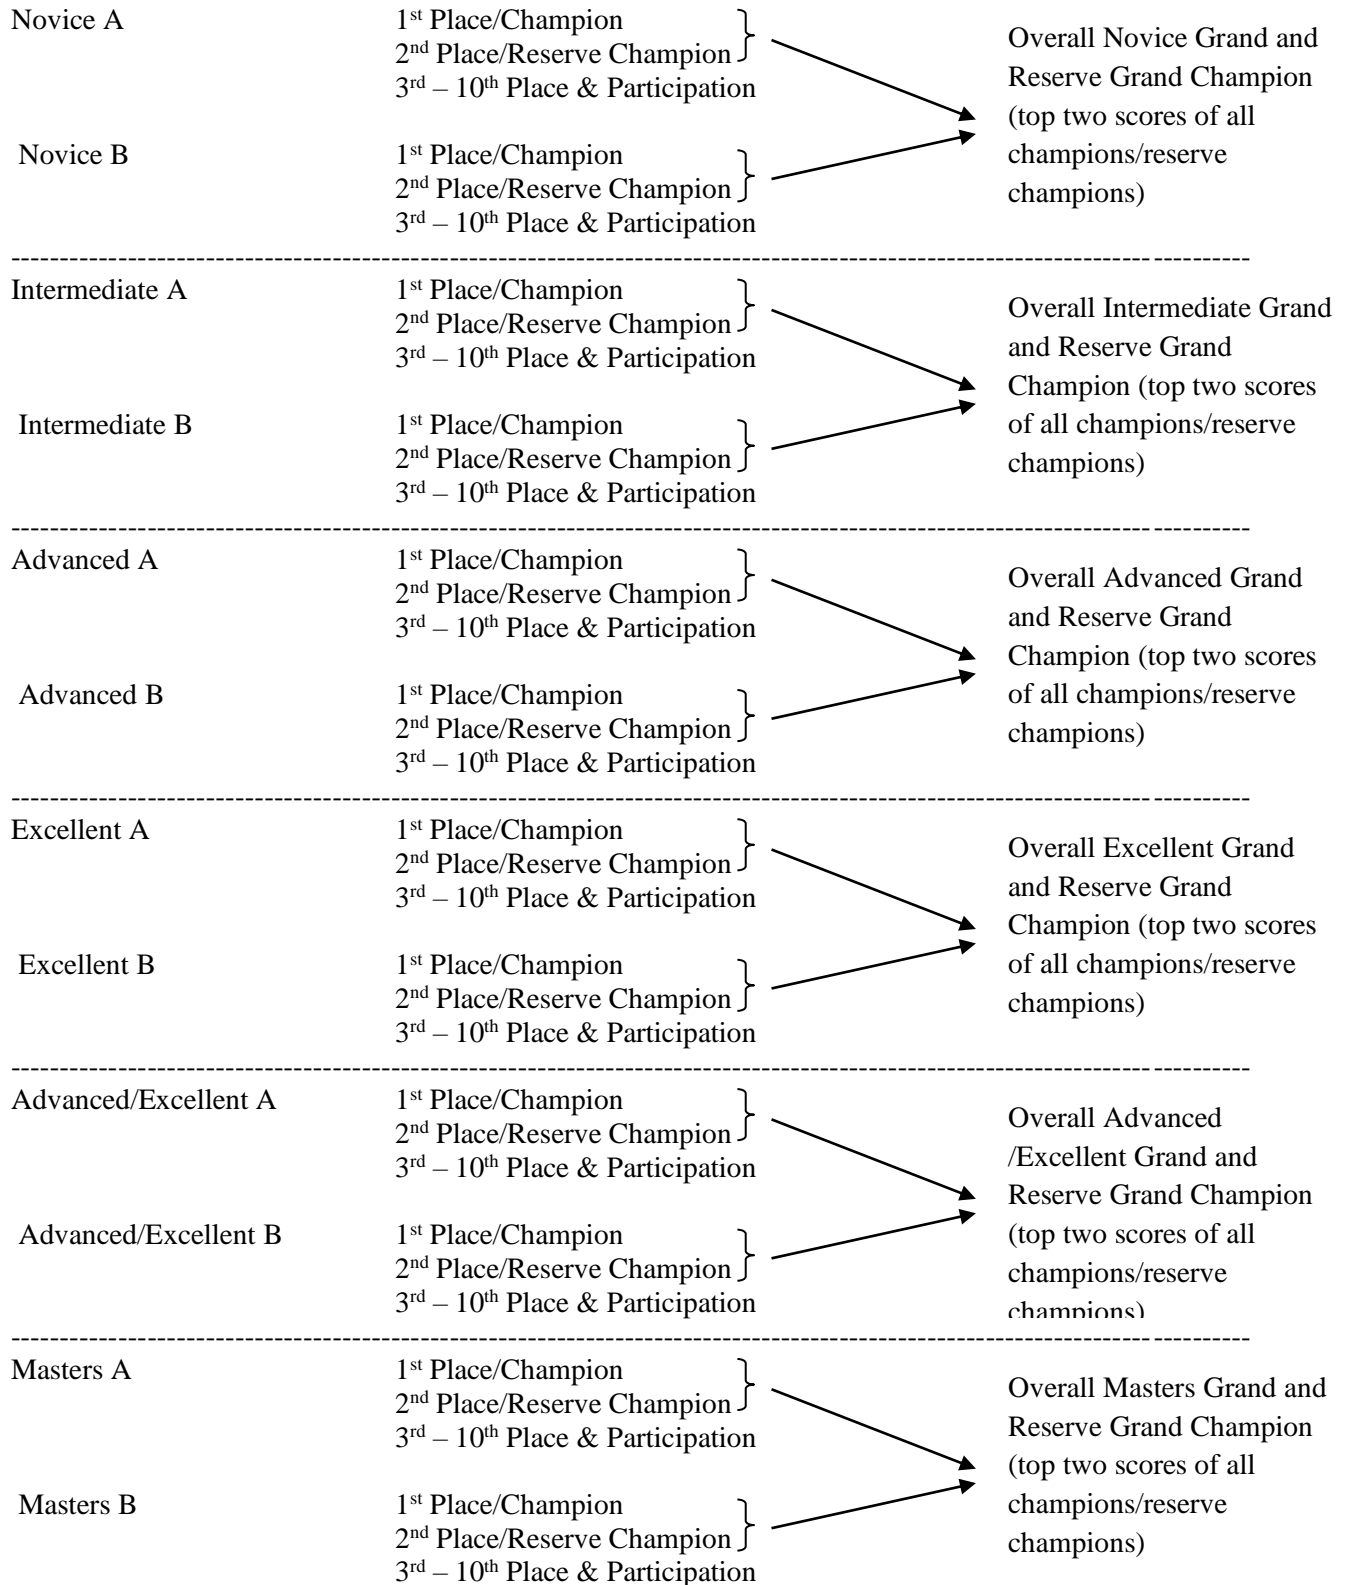 Novice A
1st Place/Champion
2nd Place/Reserve Champion
3rd – 10th Place & Participation
Novice B
1st Place/Champion
2nd Place/Reserve Champion
3rd – 10th Place & Participation
Overall Novice Grand and
Reserve Grand Champion
(top two scores of all
champions/reserve
champions)
Intermediate A
1st Place/Champion
2nd Place/Reserve Champion
3rd – 10th Place & Participation
Intermediate B
1st Place/Champion
2nd Place/Reserve Champion
3rd – 10th Place & Participation
Overall Intermediate Grand
and Reserve Grand
Champion (top two scores
of all champions/reserve
champions)
Advanced A
1st Place/Champion
2nd Place/Reserve Champion
3rd – 10th Place & Participation
Advanced B
1st Place/Champion
2nd Place/Reserve Champion
3rd – 10th Place & Participation
Overall Advanced Grand
and Reserve Grand
Champion (top two scores
of all champions/reserve
champions)
Excellent A
1st Place/Champion
2nd Place/Reserve Champion
3rd – 10th Place & Participation
Excellent B
1st Place/Champion
2nd Place/Reserve Champion
3rd – 10th Place & Participation
Overall Excellent Grand
and Reserve Grand
Champion (top two scores
of all champions/reserve
champions)
Advanced/Excellent A
1st Place/Champion
2nd Place/Reserve Champion
3rd – 10th Place & Participation
Advanced/Excellent B
1st Place/Champion
2nd Place/Reserve Champion
3rd – 10th Place & Participation
Overall Advanced
/Excellent Grand and
Reserve Grand Champion
(top two scores of all
champions/reserve
champions)
Masters A
1st Place/Champion
2nd Place/Reserve Champion
3rd – 10th Place & Participation
Masters B
1st Place/Champion
2nd Place/Reserve Champion
3rd – 10th Place & Participation
Overall Masters Grand and
Reserve Grand Champion
(top two scores of all
champions/reserve
champions)